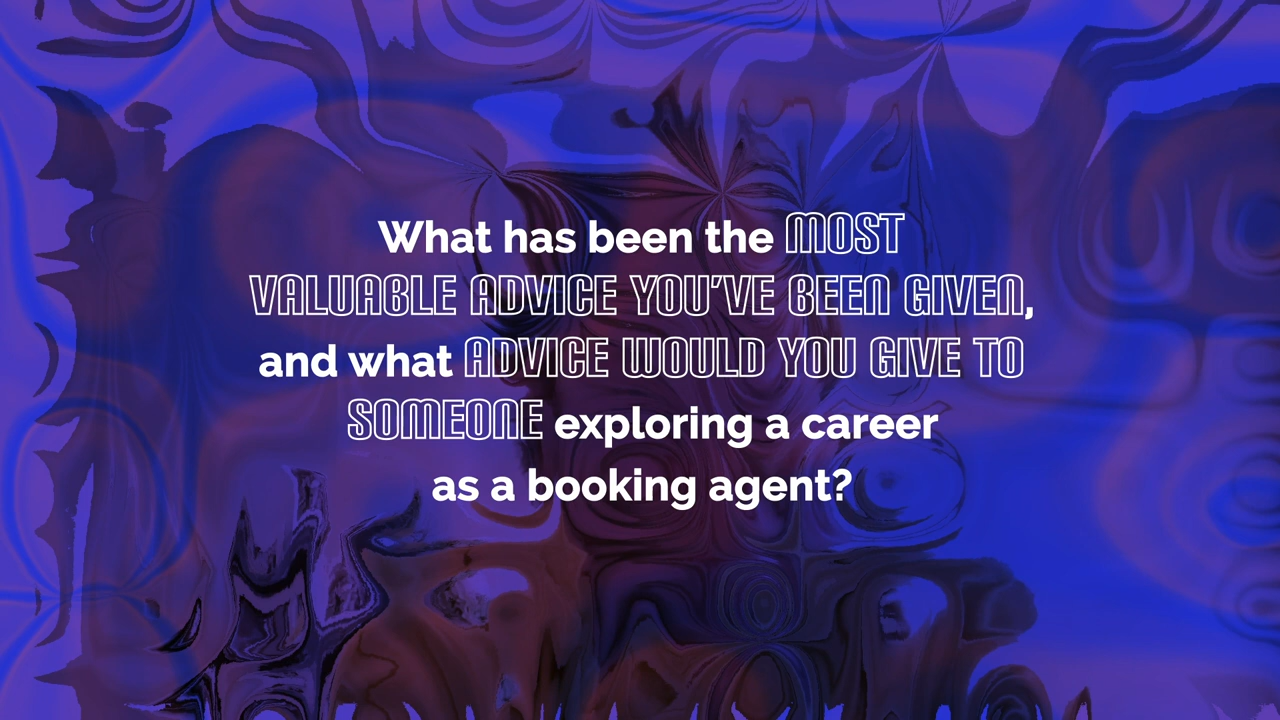 What has been the MOST
VALUABLE ADVICE YOU'VE BEEN GIVEN,
and what ADVICE WOULD YOU GIVE TO
SOMEONE exploring a career
as a booking agent?